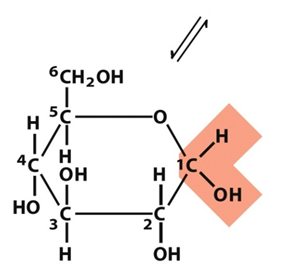 ⁶CH₂OH
H ⁵C O H
H OH H
⁴C ¹C
HO OH
₃C ₂C
H OH